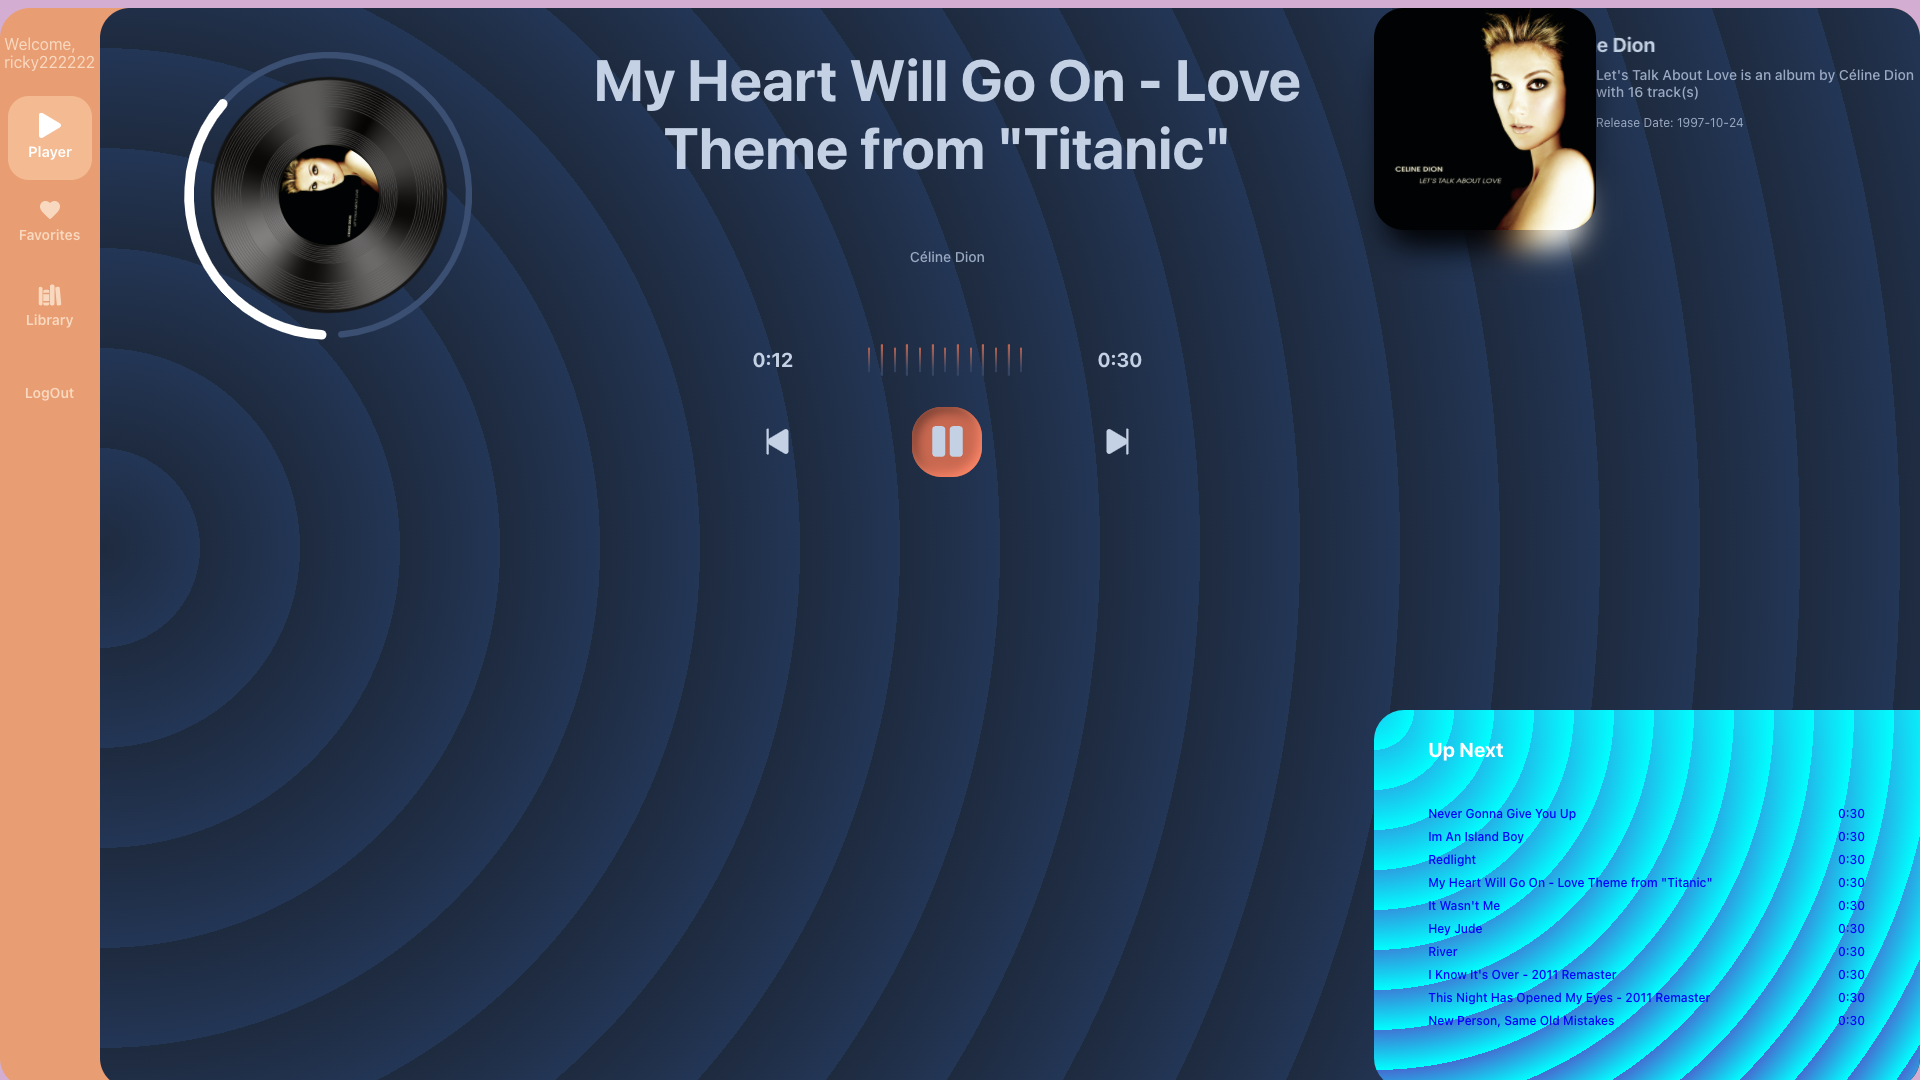 Welcome,
ricky222222
Player
Favorites
Library
LogOut
My Heart Will Go On - Love
Theme from "Titanic"
Céline Dion
0:12
0:30
CELINE DION
LET'S TALK ABOUT LOVE
e Dion
Let's Talk About Love is an album by Céline Dion
with 16 track(s)
Release Date: 1997-10-24
Up Next
Never Gonna Give You Up 0:30
Im An Island Boy 0:30
Redlight 0:30
My Heart Will Go On - Love Theme from "Titanic" 0:30
It Wasn't Me 0:30
Hey Jude 0:30
River 0:30
I Know It's Over - 2011 Remaster 0:30
This Night Has Opened My Eyes - 2011 Remaster 0:30
New Person, Same Old Mistakes 0:30